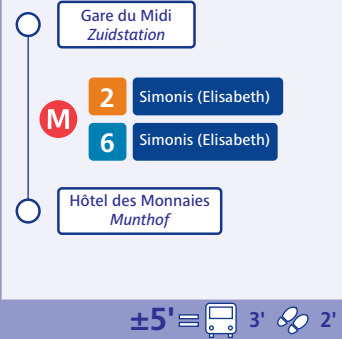 Gare du Midi
Zuidstation
M
2 Simonis (Elisabeth)
6 Simonis (Elisabeth)
Hôtel des Monnaies
Munthof
±5'= 3' 2'